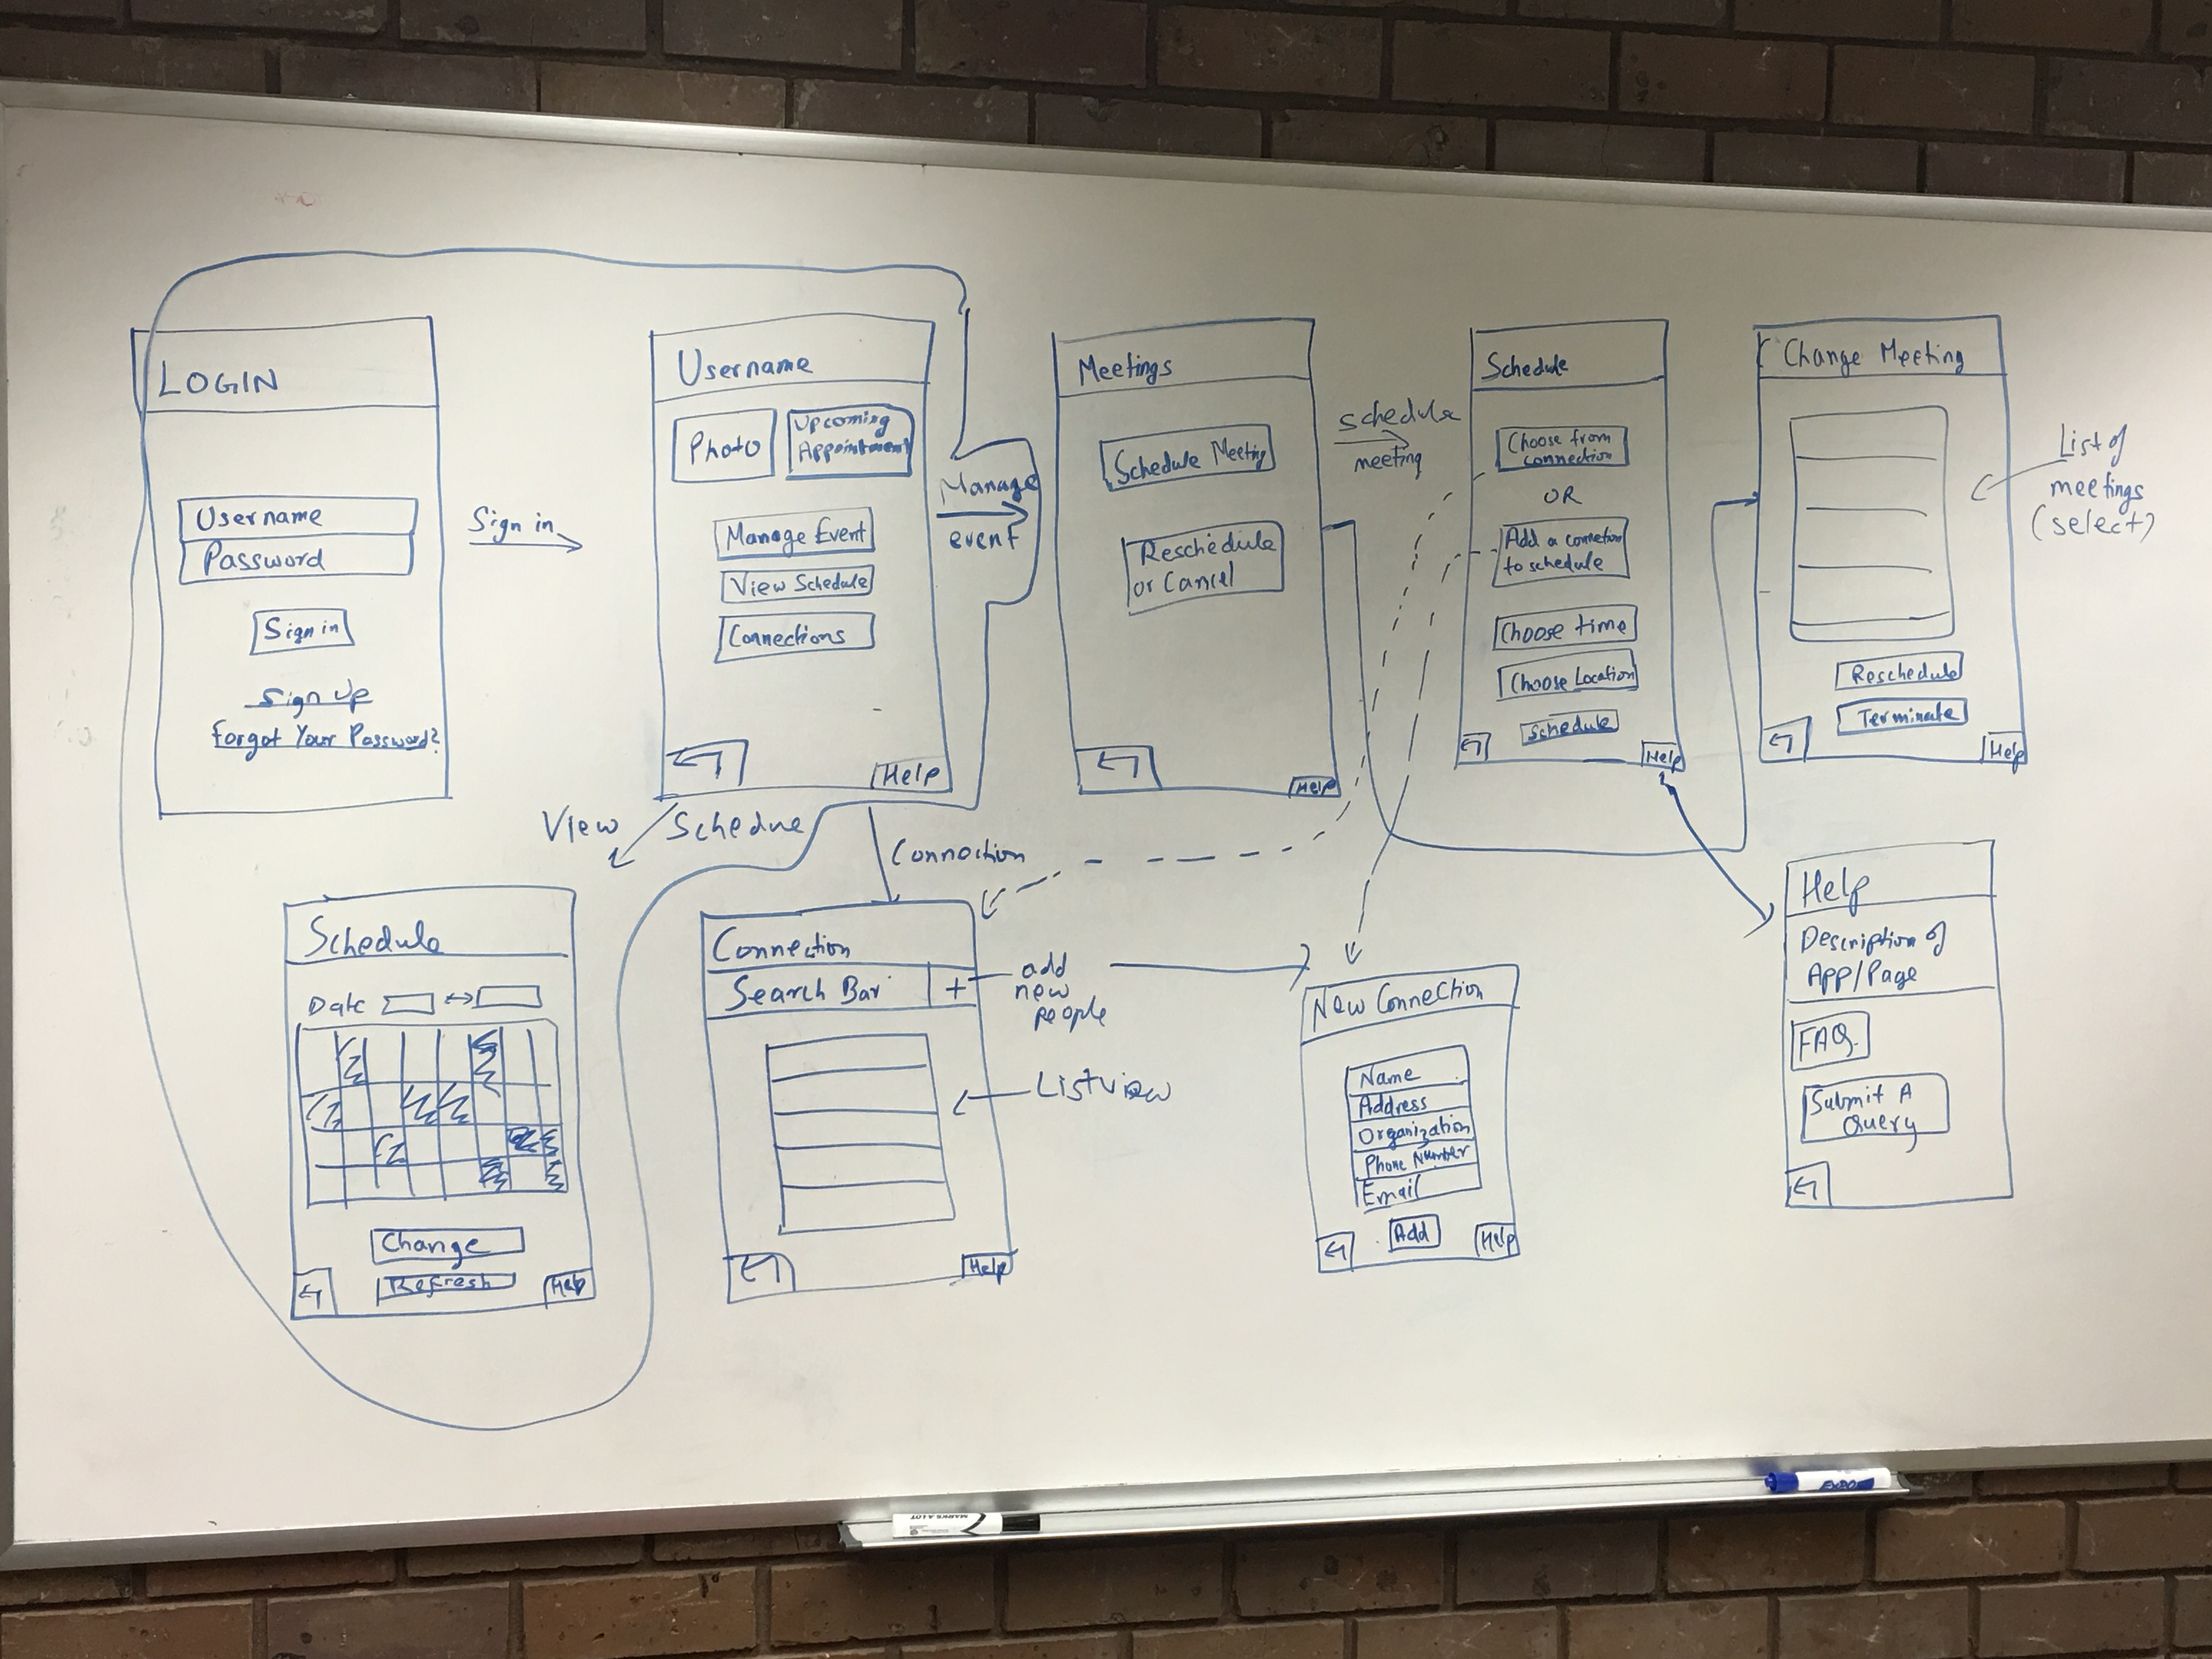 LOGIN
Username
Password
Sign in
Sign up
Forgot Your Password?
Sign in
Username
Photo
Upcoming
Appointment
Manage Event
View Schedule
Connections
Help
Manage
event
Meetings
Schedule Meeting
Reschedule
or Cancel
Help
Schedule
meeting
Schedule
Choose from
connection
OR
Add a connection
to schedule
Choose time
Choose Location
Schedule
Help
Change Meeting
Reschedule
Terminate
Help
List of
meetings
(select)
View Schedue
Connection
Schedule
Date
Change
Refresh
Help
Connection
Search Bar +
Help
add
new
people
Listview
New Connection
Name
Address
Organization
Phone Number
Email
Add
Help
Help
Description of
App/Page
FAQ.
Submit A
Query
MARKS A LOT
EXPO